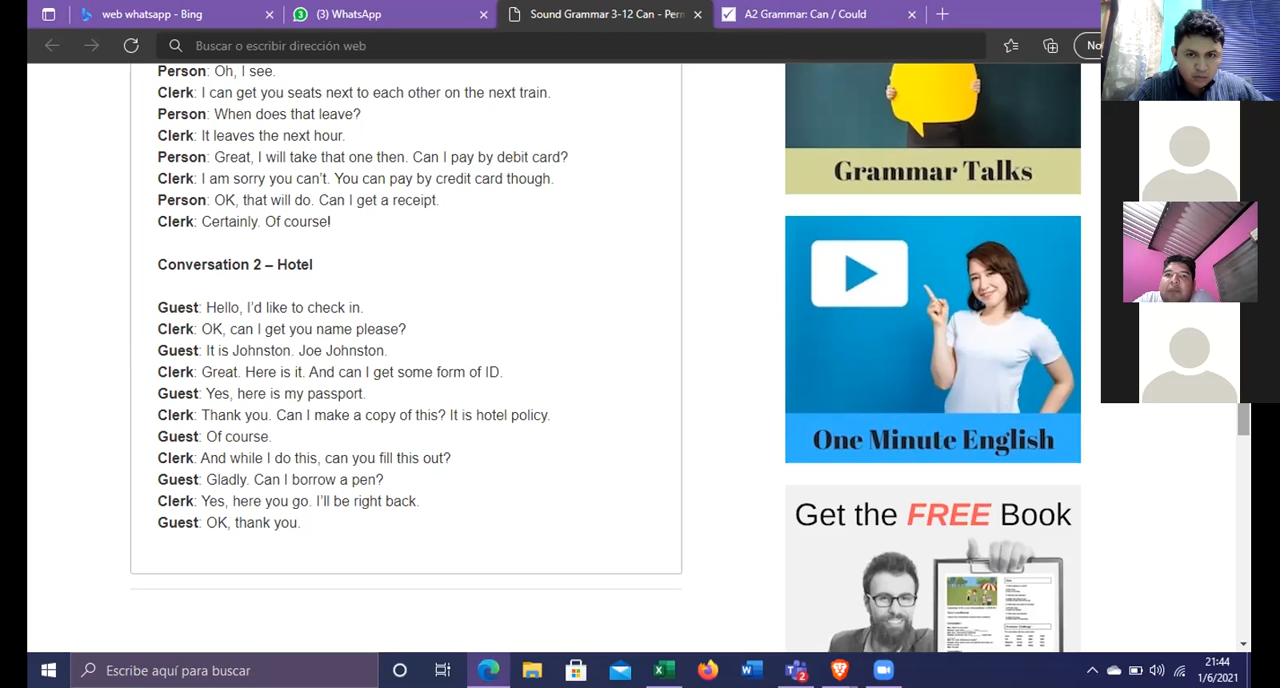 web whatsapp - Bing
(3) WhatsApp
Sound Grammar 3-12 Can - Perm
A2 Grammar: Can / Could
Buscar o escribir dirección web
No
Person: Oh, I see.
Clerk: I can get you seats next to each other on the next train.
Person: When does that leave?
Clerk: It leaves the next hour.
Person: Great, I will take that one then. Can I pay by debit card?
Clerk: I am sorry you can't. You can pay by credit card though.
Person: OK, that will do. Can I get a receipt.
Clerk: Certainly. Of course!
Conversation 2 – Hotel
Guest: Hello, I'd like to check in.
Clerk: OK, can I get you name please?
Guest: It is Johnston. Joe Johnston.
Clerk: Great. Here is it. And can I get some form of ID.
Guest: Yes, here is my passport.
Clerk: Thank you. Can I make a copy of this? It is hotel policy.
Guest: Of course.
Clerk: And while I do this, can you fill this out?
Guest: Gladly. Can I borrow a pen?
Clerk: Yes, here you go. I'll be right back.
Guest: OK, thank you.
Grammar Talks
One Minute English
Get the FREE Book
Escribe aquí para buscar
2
21:44
1/6/2021